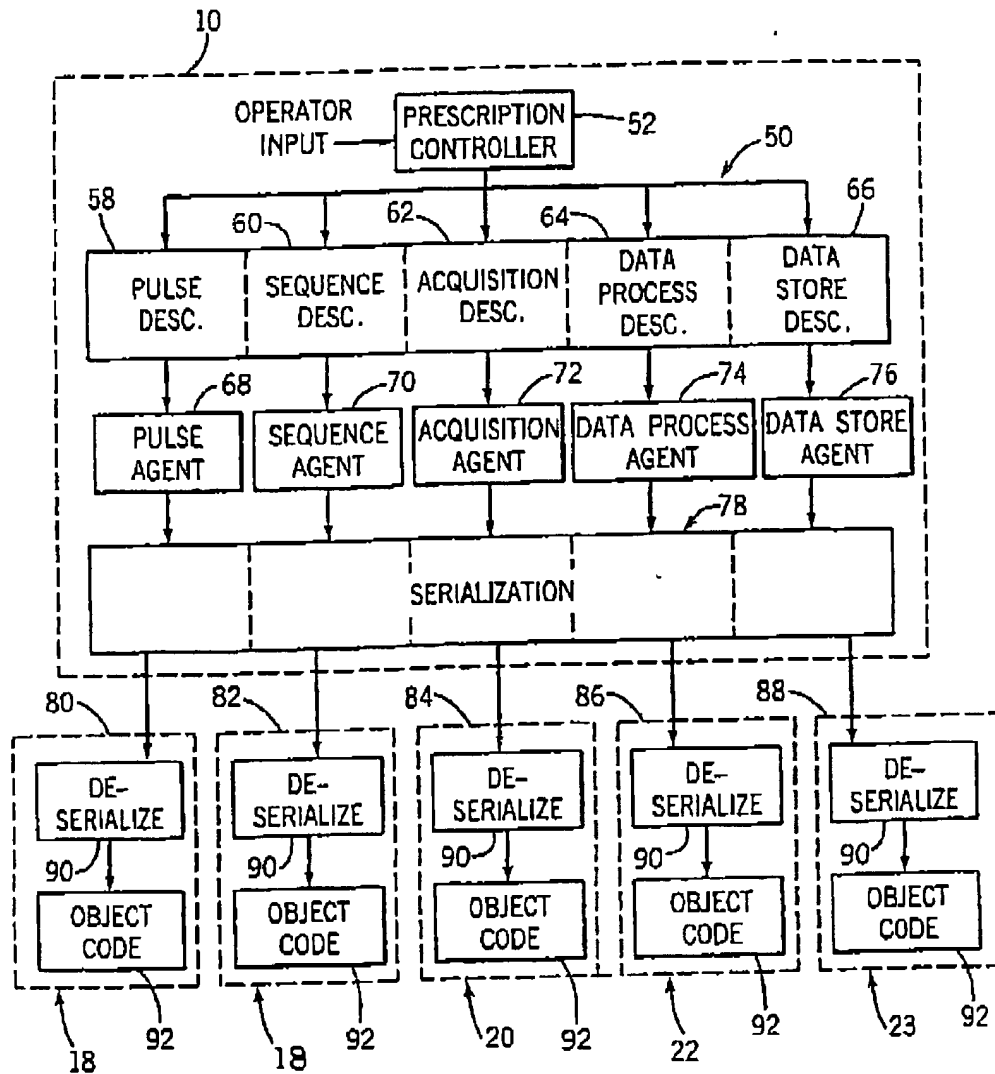 10
OPERATOR
INPUT
PRESCRIPTION
CONTROLLER
52
50
58
60
62
64
66
PULSE
DESC.
SEQUENCE
DESC.
ACQUISITION
DESC.
DATA
PROCESS
DESC.
DATA
STORE
DESC.
68
70
72
74
76
PULSE
AGENT
SEQUENCE
AGENT
ACQUISITION
AGENT
DATA PROCESS
AGENT
DATA STORE
AGENT
78
SERIALIZATION
80
82
84
86
88
DE-
SERIALIZE
DE-
SERIALIZE
DE-
SERIALIZE
DE-
SERIALIZE
DE-
SERIALIZE
90
90
90
90
90
OBJECT
CODE
OBJECT
CODE
OBJECT
CODE
OBJECT
CODE
OBJECT
CODE
18
92
18
92
20
92
22
92
23
92